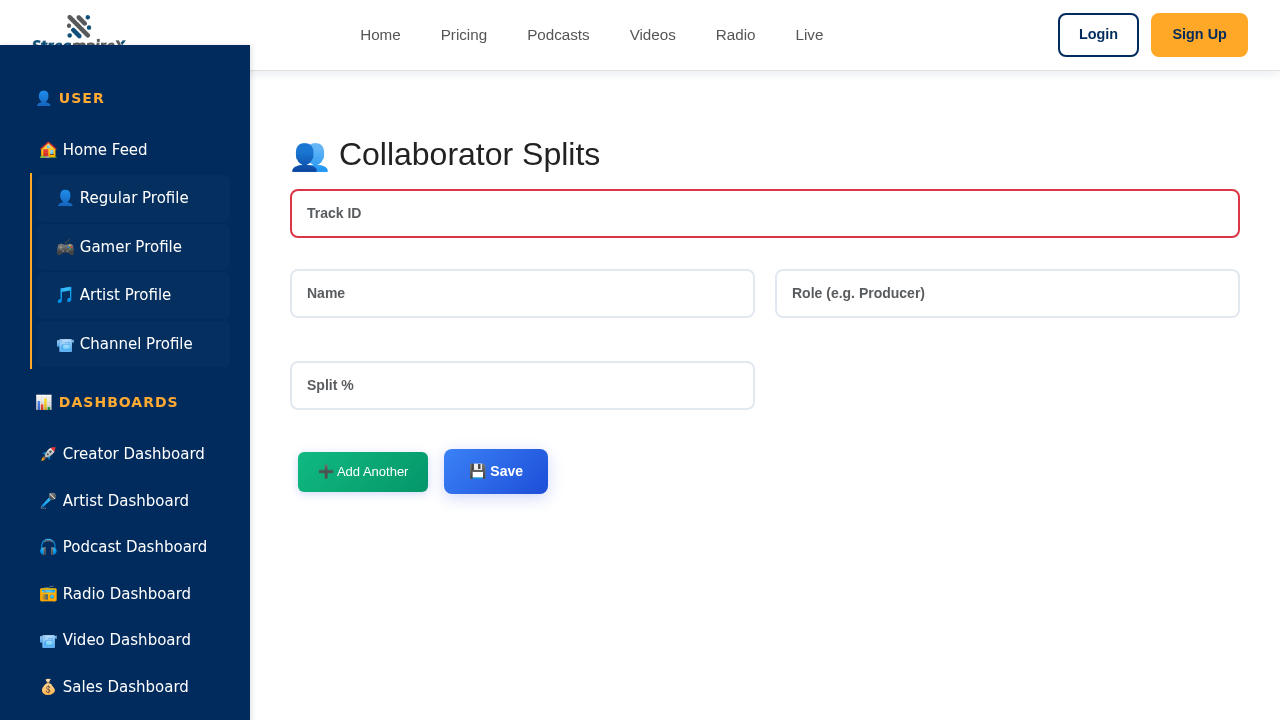 StreampireX
Home
Pricing
Podcasts
Videos
Radio
Live
Login
Sign Up
USER
Home Feed
Regular Profile
Gamer Profile
Artist Profile
Channel Profile
DASHBOARDS
Creator Dashboard
Artist Dashboard
Podcast Dashboard
Radio Dashboard
Video Dashboard
Sales Dashboard
Collaborator Splits
Track ID
Name
Role (e.g. Producer)
Split %
Add Another
Save